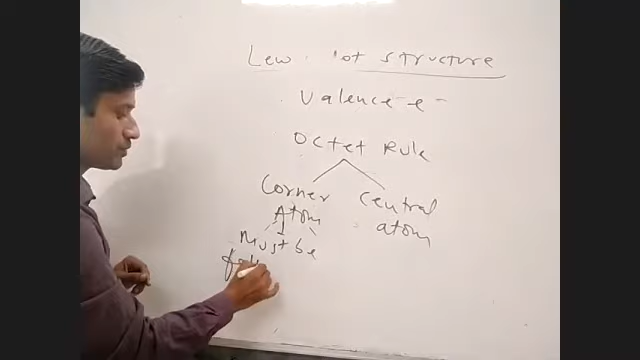 Lew. Dot structure
Valence e-
Octet Rule
Corner Central
Atom atom
Must be